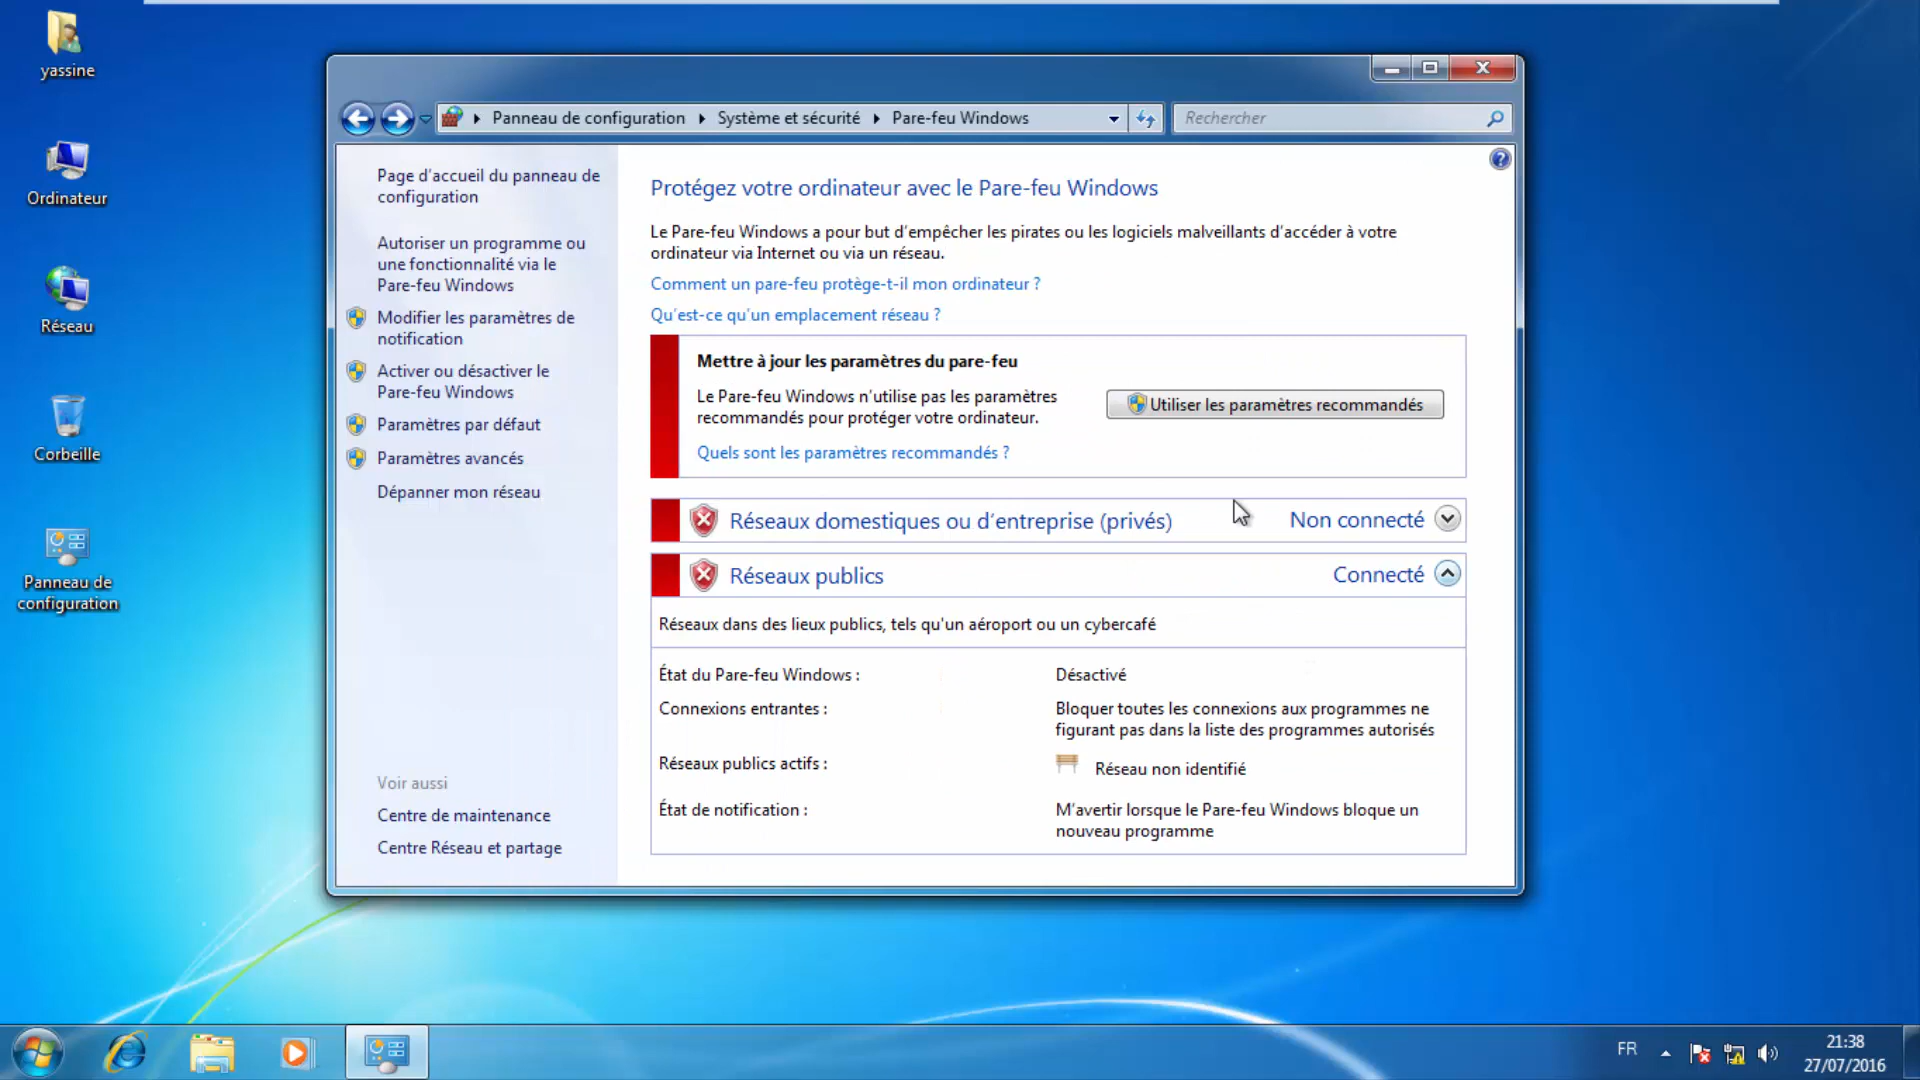 yassine
Ordinateur
Réseau
Corbeille
Panneau de
configuration
Panneau de configuration
Système et sécurité
Pare-feu Windows
Rechercher
Page d'accueil du panneau de
configuration
Autoriser un programme ou
une fonctionnalité via le
Pare-feu Windows
Modifier les paramètres de
notification
Activer ou désactiver le
Pare-feu Windows
Paramètres par défaut
Paramètres avancés
Dépanner mon réseau
Voir aussi
Centre de maintenance
Centre Réseau et partage
Protégez votre ordinateur avec le Pare-feu Windows
Le Pare-feu Windows a pour but d'empêcher les pirates ou les logiciels malveillants d'accéder à votre
ordinateur via Internet ou via un réseau.
Comment un pare-feu protège-t-il mon ordinateur ?
Qu'est-ce qu'un emplacement réseau ?
Mettre à jour les paramètres du pare-feu
Le Pare-feu Windows n'utilise pas les paramètres
recommandés pour protéger votre ordinateur.
Utiliser les paramètres recommandés
Quels sont les paramètres recommandés ?
Réseaux domestiques ou d'entreprise (privés) Non connecté
Réseaux publics Connecté
Réseaux dans des lieux publics, tels qu'un aéroport ou un cybercafé
État du Pare-feu Windows : Désactivé
Connexions entrantes : Bloquer toutes les connexions aux programmes ne
figurant pas dans la liste des programmes autorisés
Réseaux publics actifs : Réseau non identifié
État de notification : M'avertir lorsque le Pare-feu Windows bloque un
nouveau programme
FR
21:38
27/07/2016